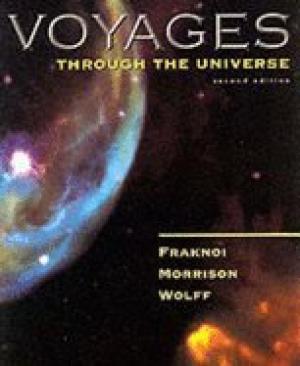 VOYAGES
THROUGH THE UNIVERSE
second edition
FRAKNOI
MORRISON
WOLFF